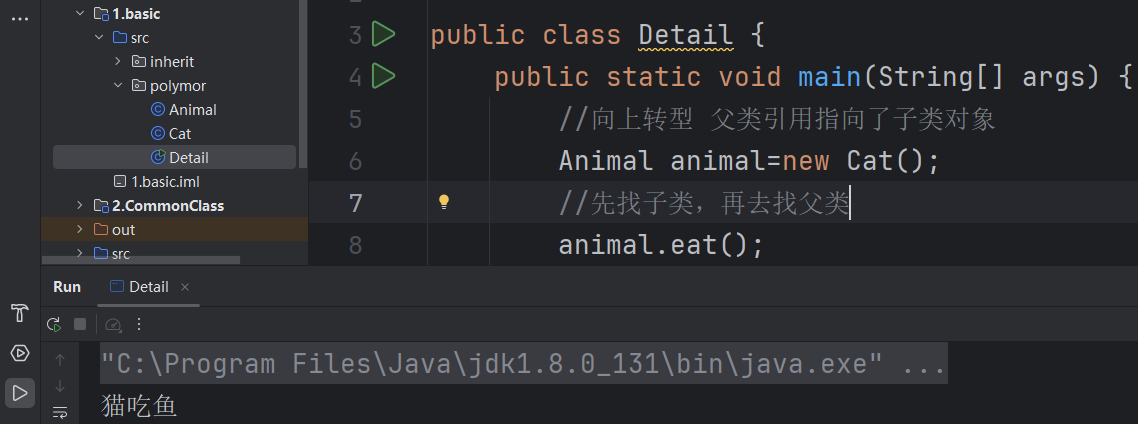 1.basic
src
inherit
polymor
Animal
Cat
Detail
1.basic.iml
2.CommonClass
out
src
3 public class Detail {
4 public static void main(String[] args) {
5 //向上转型 父类引用指向了子类对象
6 Animal animal=new Cat();
7 //先找子类，再去找父类
8 animal.eat();
Run Detail
"C:\Program Files\Java\jdk1.8.0_131\bin\java.exe" ...
猫吃鱼